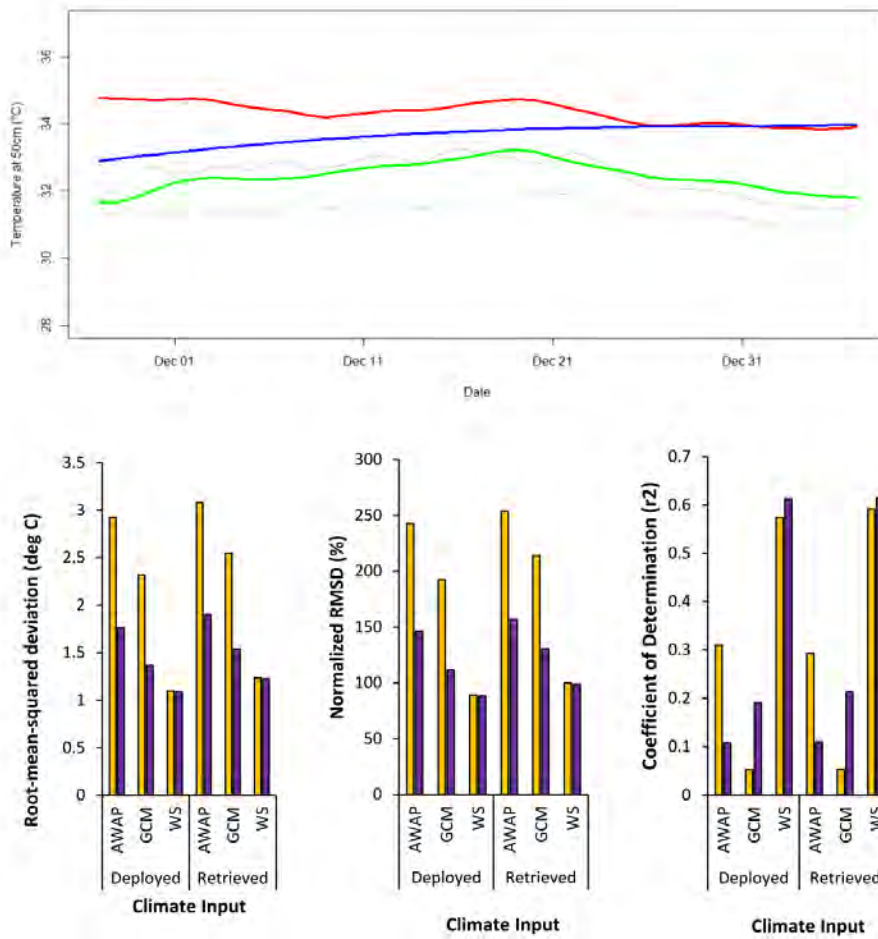 Temperature at 50cm (°C)
36
34
32
30
28
Dec 01 Dec 11 Dec 21 Dec 31
Date
Root-mean-squared deviation (deg C)
3.5
3
2.5
2
1.5
1
0.5
0
AWAP GCM WS AWAP GCM WS
Deployed Retrieved
Climate Input
Normalized RMSD (%)
300
250
200
150
100
50
0
AWAP GCM WS AWAP GCM WS
Deployed Retrieved
Climate Input
Coefficient of Determination (r2)
0.7
0.6
0.5
0.4
0.3
0.2
0.1
0
AWAP GCM WS AWAP GCM WS
Deployed Retrieved
Climate Input